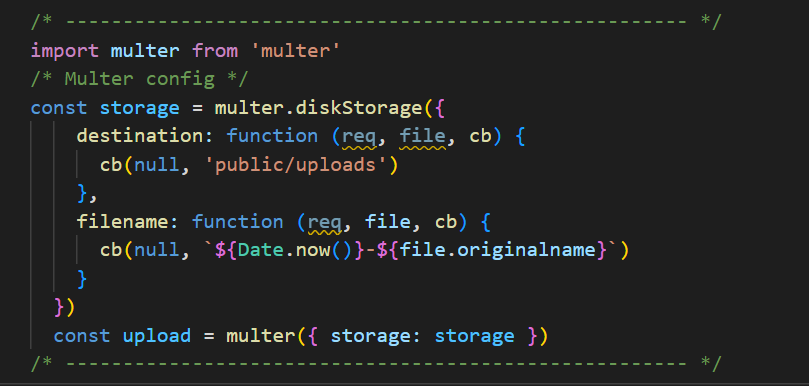 /* ------------------------------------------------------ */
import multer from 'multer'
/* Multer config */
const storage = multer.diskStorage({
    destination: function (req, file, cb) {
      cb(null, 'public/uploads')
    },
    filename: function (req, file, cb) {
      cb(null, `${Date.now()}-${file.originalname}`)
    }
  })
  const upload = multer({ storage: storage })
/* ------------------------------------------------------ */